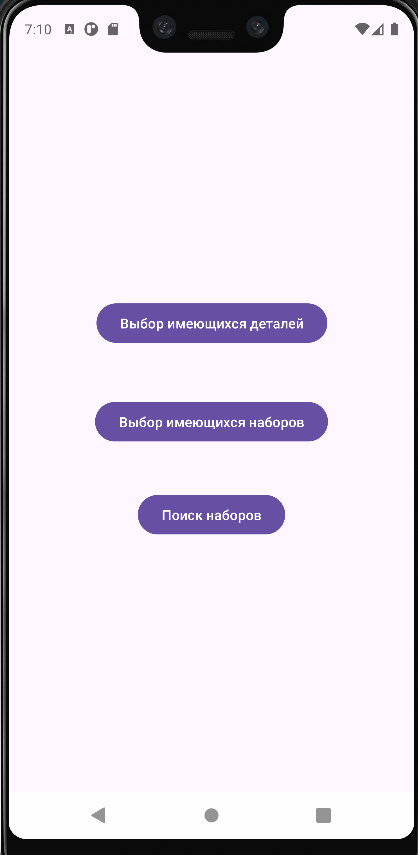 7:10
A
Выбор имеющихся деталей
Выбор имеющихся наборов
Поиск наборов